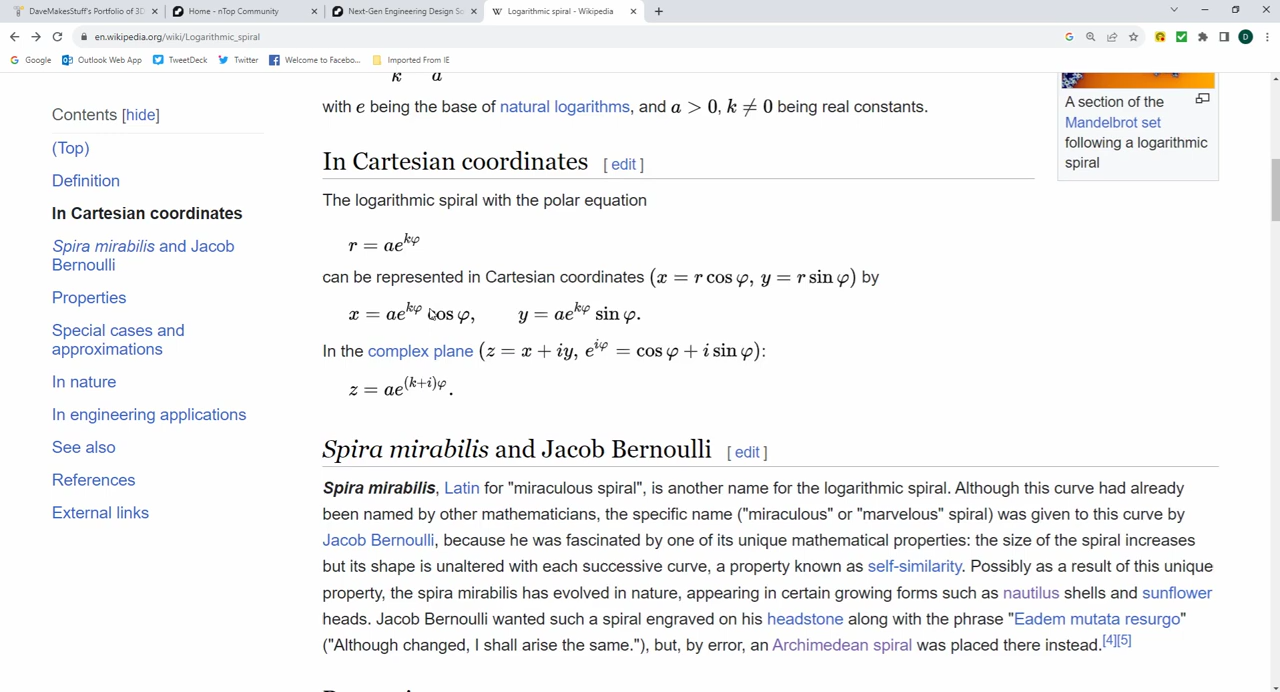 DaveMakesStuff's Portfolio of 3D
Home - nTop Community
Next-Gen Engineering Design So
Logarithmic spiral - Wikipedia
en.wikipedia.org/wiki/Logarithmic_spiral
Google Outlook Web App TweetDeck Twitter Welcome to Facebo... Imported From IE
k a
with e being the base of natural logarithms, and a > 0, k ≠ 0 being real constants.
A section of the
Mandelbrot set
following a logarithmic
spiral
Contents [hide]
(Top)
Definition
In Cartesian coordinates
Spira mirabilis and Jacob
Bernoulli
Properties
Special cases and
approximations
In nature
In engineering applications
See also
References
External links
In Cartesian coordinates [ edit ]
The logarithmic spiral with the polar equation
r = ae^{kφ}
can be represented in Cartesian coordinates (x = r cos φ, y = r sin φ) by
x = ae^{kφ} cos φ, y = ae^{kφ} sin φ.
In the complex plane (z = x + iy, e^{iφ} = cos φ + i sin φ):
z = ae^{(k+i)φ}.
Spira mirabilis and Jacob Bernoulli [ edit ]
Spira mirabilis, Latin for "miraculous spiral", is another name for the logarithmic spiral. Although this curve had already
been named by other mathematicians, the specific name ("miraculous" or "marvelous" spiral) was given to this curve by
Jacob Bernoulli, because he was fascinated by one of its unique mathematical properties: the size of the spiral increases
but its shape is unaltered with each successive curve, a property known as self-similarity. Possibly as a result of this unique
property, the spira mirabilis has evolved in nature, appearing in certain growing forms such as nautilus shells and sunflower
heads. Jacob Bernoulli wanted such a spiral engraved on his headstone along with the phrase "Eadem mutata resurgo"
("Although changed, I shall arise the same."), but, by error, an Archimedean spiral was placed there instead.[4][5]